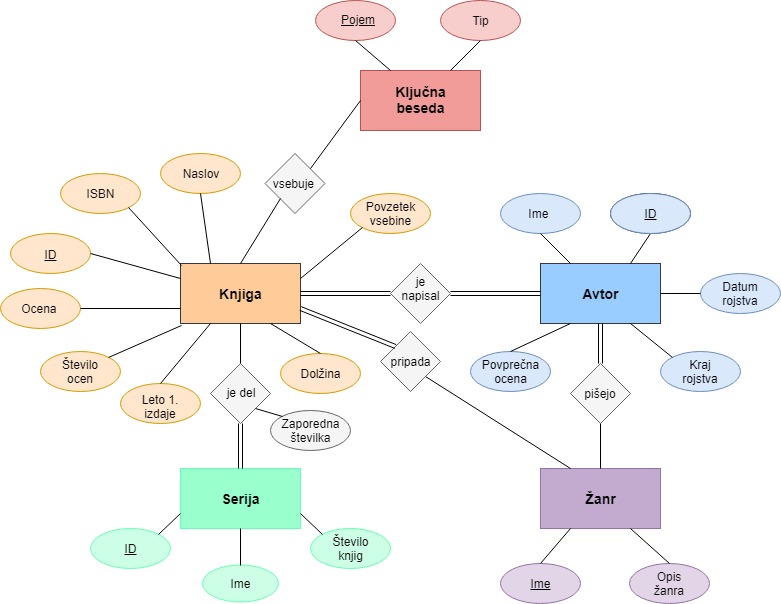 Pojem
Tip
Ključna
beseda
Naslov
vsebuje
ISBN
Povzetek
vsebine
Ime
ID
ID
Ocena
Knjiga
je
napisal
Avtor
Datum
rojstva
Število
ocen
Leto 1.
izdaje
je del
Dolžina
pripada
Povprečna
ocena
Kraj
rojstva
pišejo
Zaporedna
številka
Serija
Žanr
ID
Ime
Število
knjig
Ime
Opis
žanra